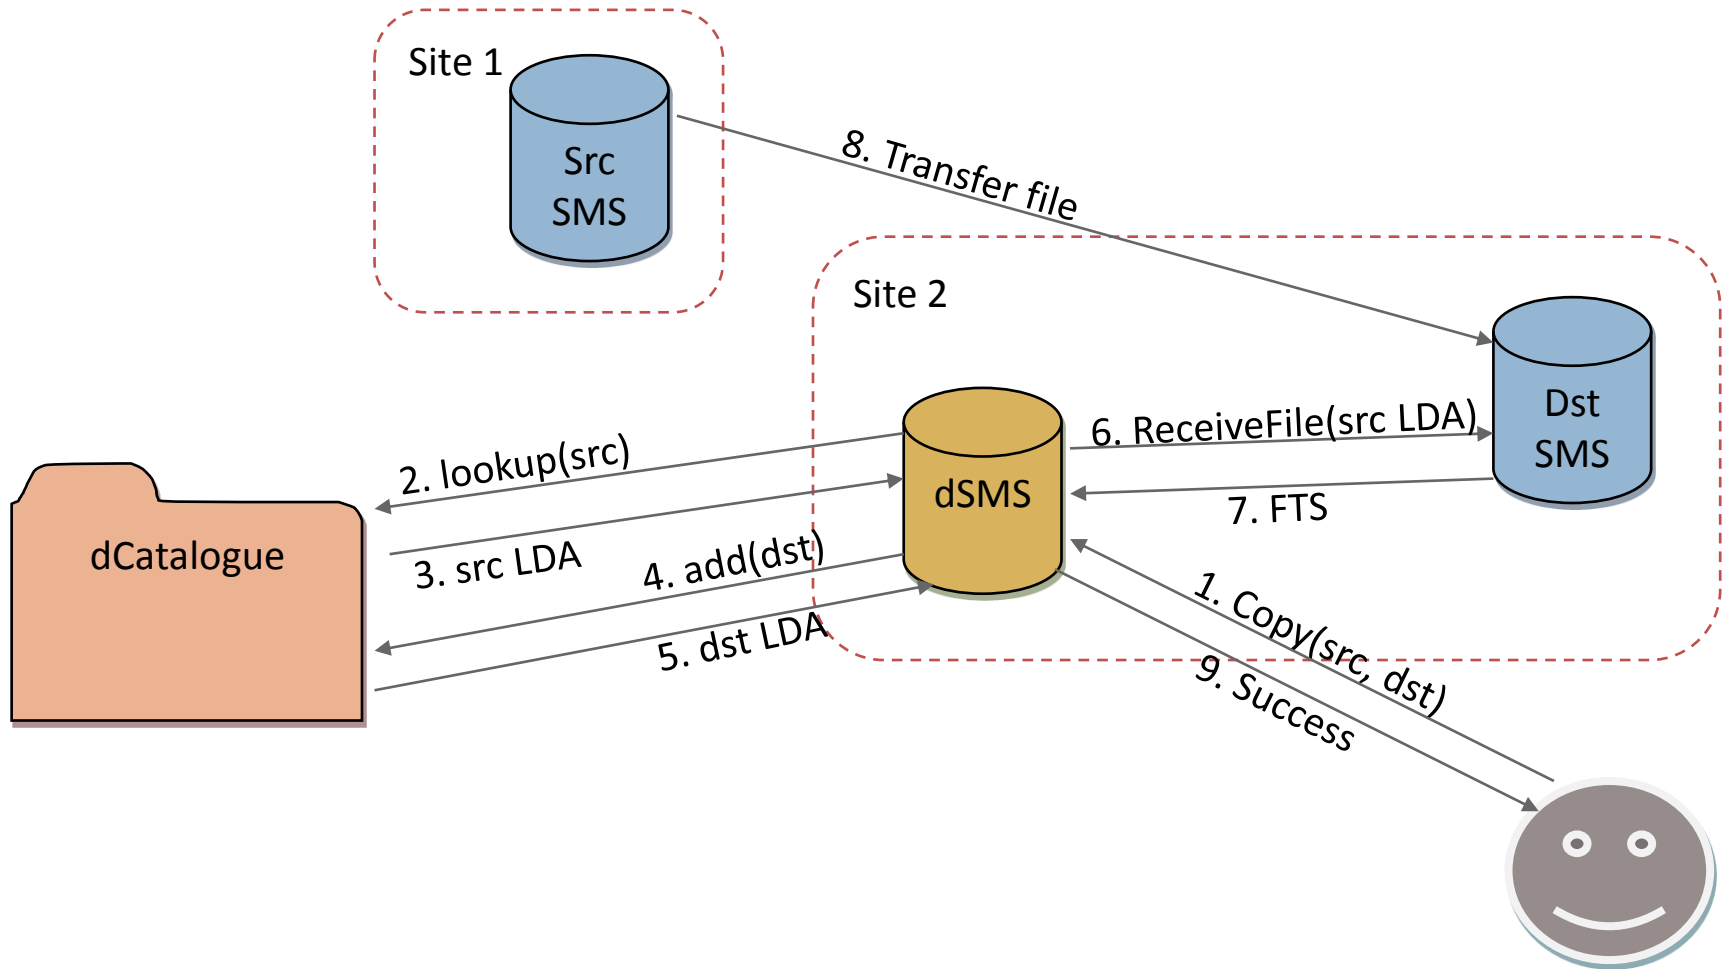 Site 1
Src
SMS
8. Transfer file
Site 2
Dst
SMS
6. ReceiveFile(src LDA)
2. lookup(src)
dSMS
7. FTS
dCatalogue
3. src LDA
4. add(dst)
1. Copy(src, dst)
5. dst LDA
9. Success